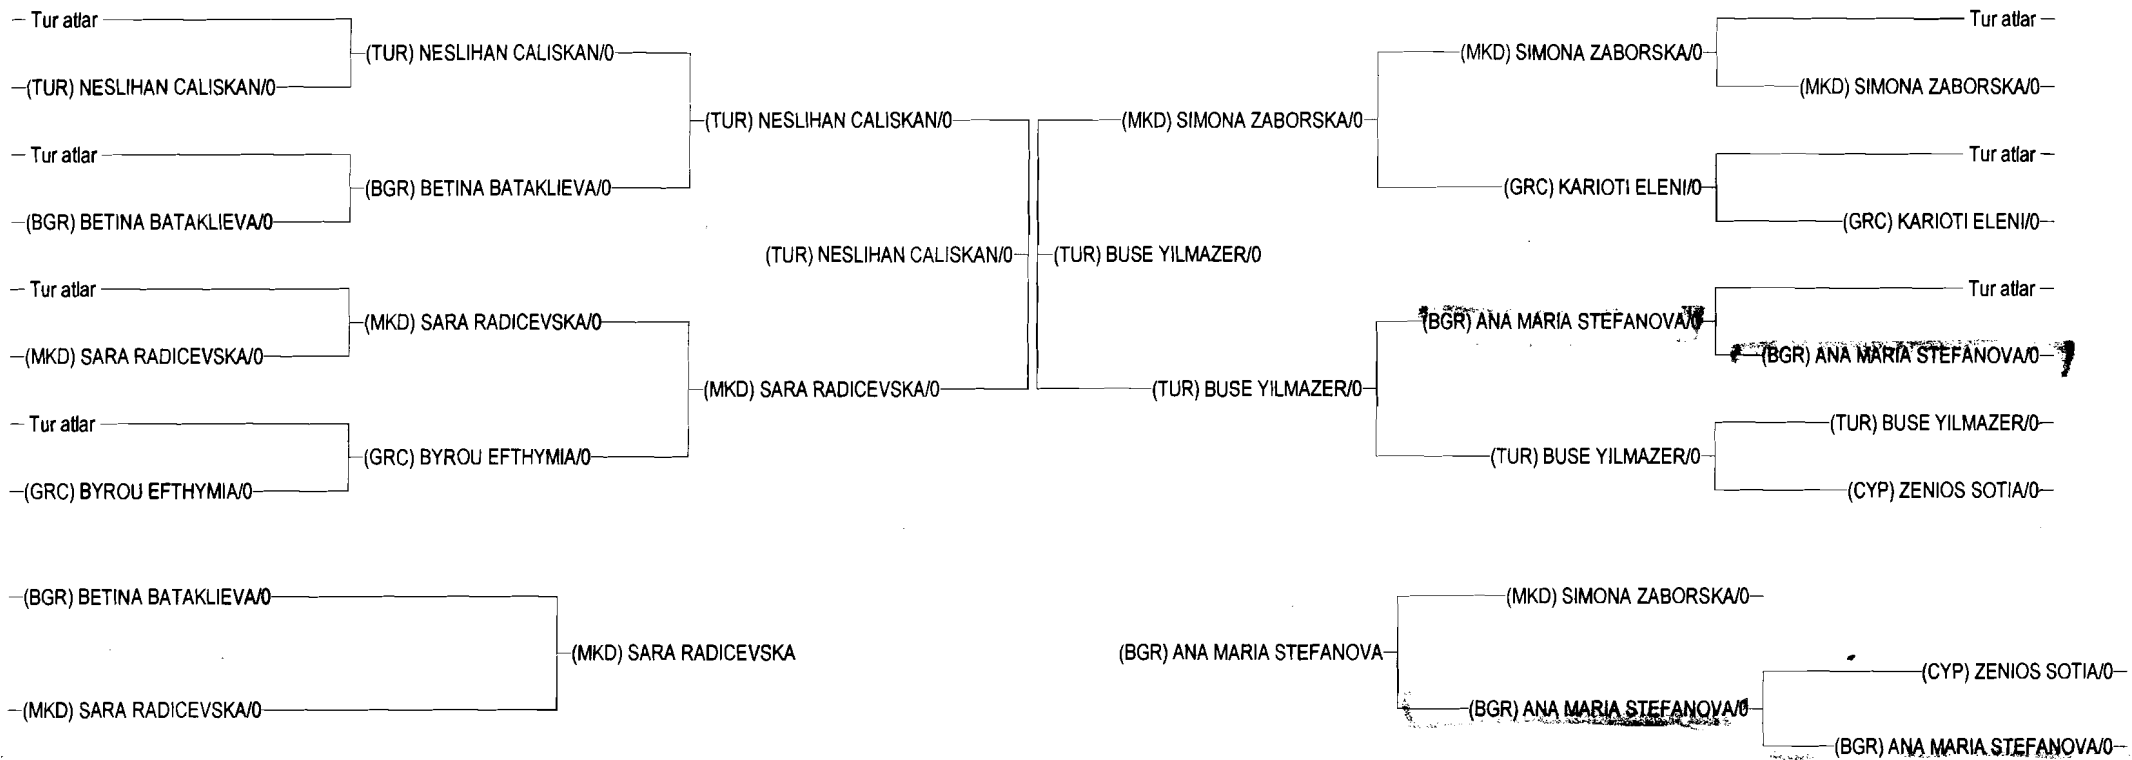 Tur atlar
(TUR) NESLIHAN CALISKAN/0
(TUR) NESLIHAN CALISKAN/0
(TUR) NESLIHAN CALISKAN/0
Tur atlar
(BGR) BETINA BATAKLIEVA/0
(BGR) BETINA BATAKLIEVA/0
(TUR) NESLIHAN CALISKAN/0
Tur atlar
(MKD) SARA RADICEVSKA/0
(MKD) SARA RADICEVSKA/0
(MKD) SARA RADICEVSKA/0
Tur atlar
(GRC) BYROU EFTHYMIA/0
(GRC) BYROU EFTHYMIA/0
Tur atlar
(MKD) SIMONA ZABORSKA/0
(MKD) SIMONA ZABORSKA/0
(MKD) SIMONA ZABORSKA/0
Tur atlar
(GRC) KARIOTI ELENI/0
(GRC) KARIOTI ELENI/0
(TUR) BUSE YILMAZER/0
Tur atlar
(BGR) ANA MARIA STEFANOVA/0
(BGR) ANA MARIA STEFANOVA/0
(TUR) BUSE YILMAZER/0
(TUR) BUSE YILMAZER/0
(TUR) BUSE YILMAZER/0
(CYP) ZENIOS SOTIA/0
(BGR) BETINA BATAKLIEVA/0
(MKD) SARA RADICEVSKA
(MKD) SARA RADICEVSKA/0
(MKD) SIMONA ZABORSKA/0
(BGR) ANA MARIA STEFANOVA
(CYP) ZENIOS SOTIA/0
(BGR) ANA MARIA STEFANOVA/0
(BGR) ANA MARIA STEFANOVA/0